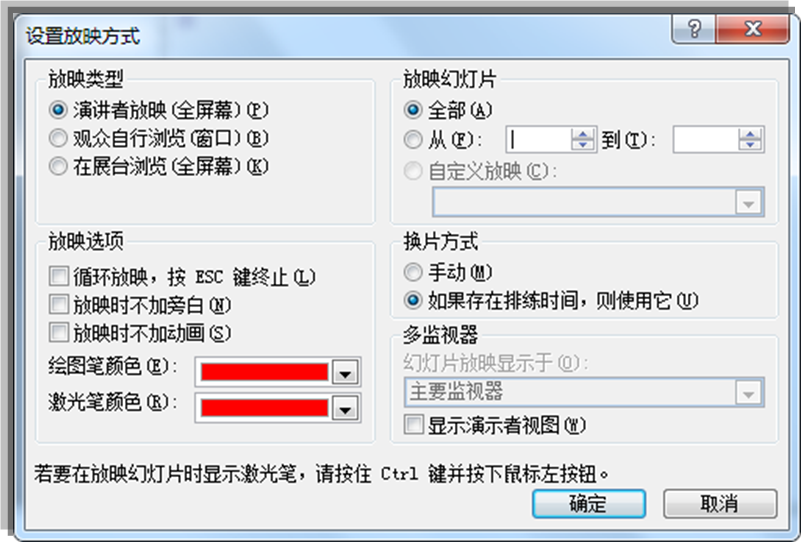 设置放映方式
放映类型
演讲者放映(全屏幕)(P)
观众自行浏览(窗口)(B)
在展台浏览(全屏幕)(K)
放映幻灯片
全部(A)
从(F): 到(T):
自定义放映(C):
放映选项
循环放映，按 ESC 键终止(L)
放映时不加旁白(N)
放映时不加动画(S)
绘图笔颜色(E):
激光笔颜色(R):
换片方式
手动(M)
如果存在排练时间，则使用它(U)
多监视器
幻灯片放映显示于(O):
主要监视器
显示演示者视图(W)
若要在放映幻灯片时显示激光笔，请按住 Ctrl 键并按下鼠标左按钮。
确定
取消